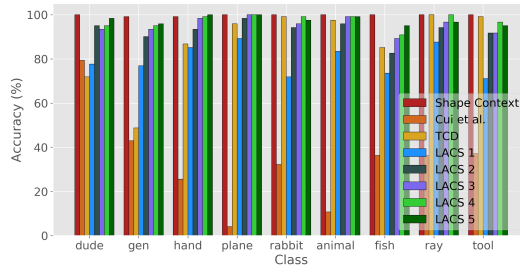 100
80
60
40
20
0
Accuracy (%)
Shape Context
Cui et al.
TCD
LACS 1
LACS 2
LACS 3
LACS 4
LACS 5
dude gen hand plane rabbit animal fish ray tool
Class